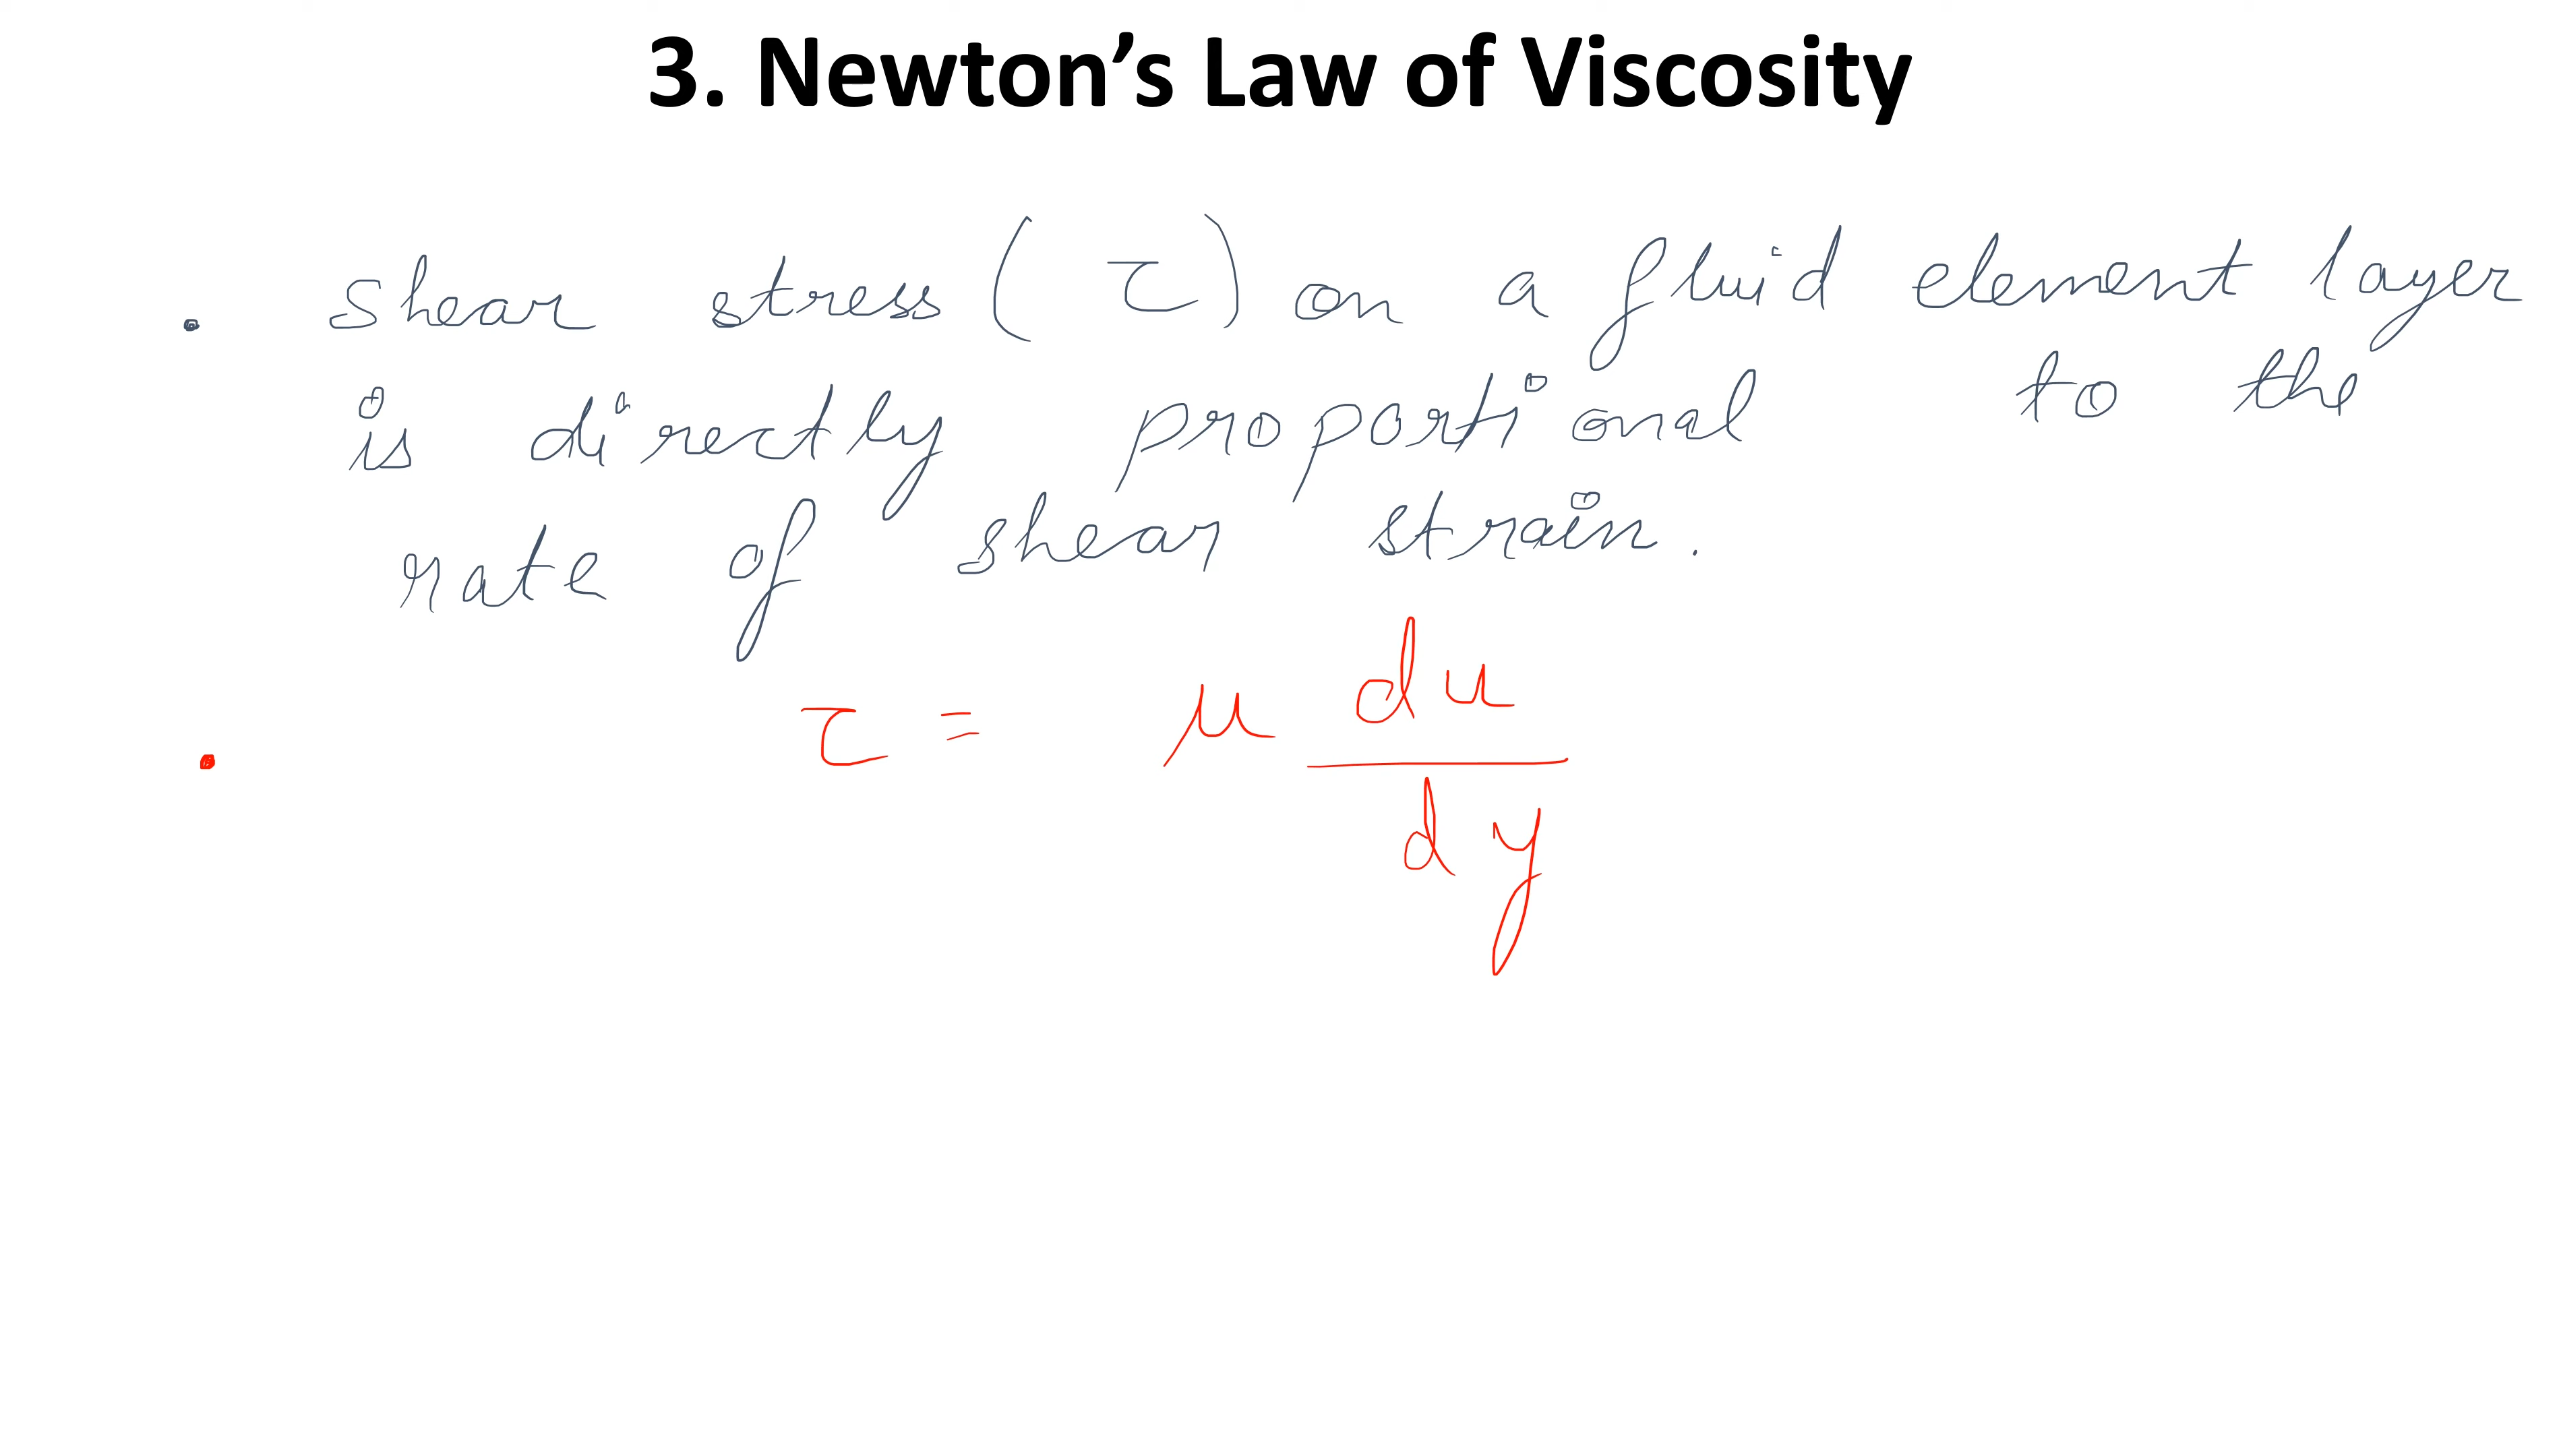 3. Newton’s Law of Viscosity
. shear stress (τ) on a fluid element layer
is directly proportional to the
rate of shear strain.
. τ = μ du/dy